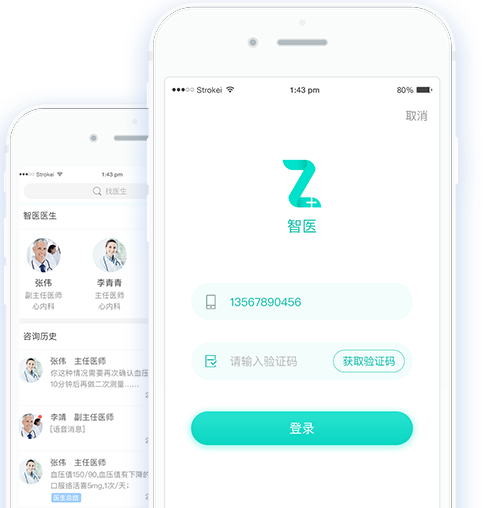 Strokei
1:43 pm
找医生
智医医生
张伟
副主任医师
心内科
李青青
主任医师
心内科
咨询历史
张伟 主任医师
你这种情况需要再次确认血压
10分钟后再做二次测量......
李婧 副主任医师
[语音消息]
张伟 主任医师
血压值150/90,血压值有下降的
口服络活喜5mg,1次/天;
医生总结
Strokei
1:43 pm
80%
取消
智医
13567890456
请输入验证码
获取验证码
登录